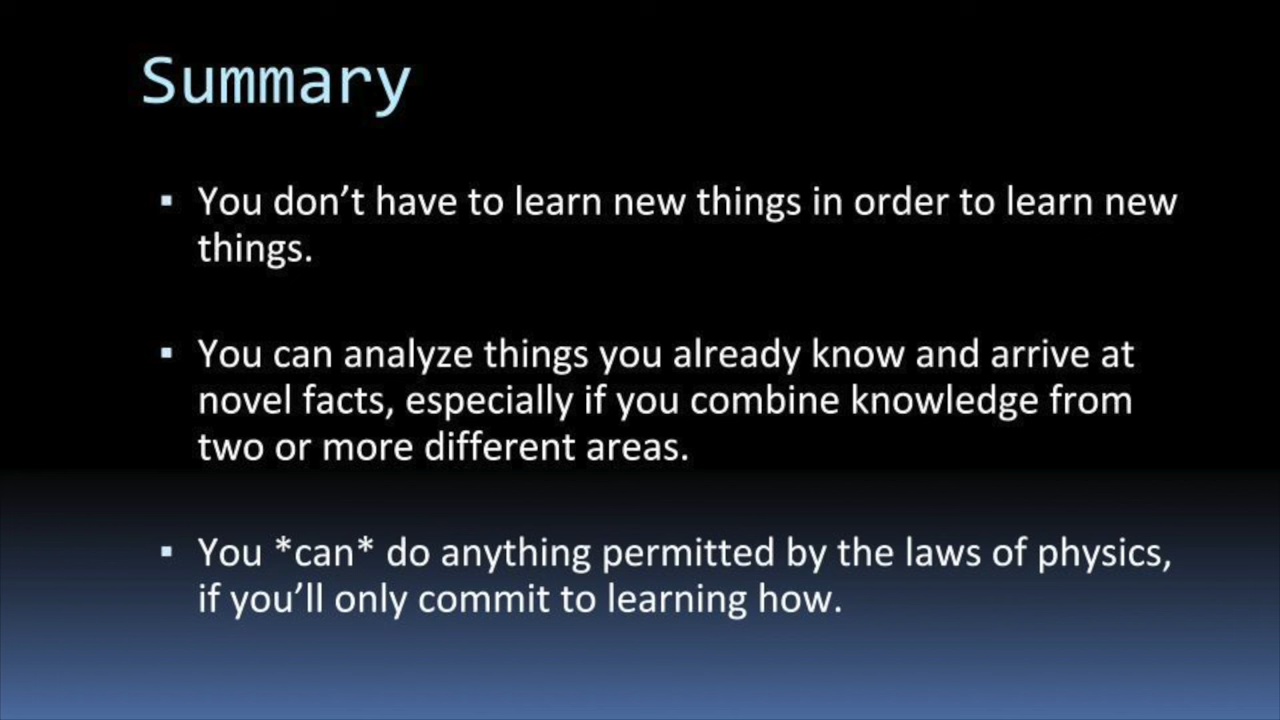 Summary
▪ You don’t have to learn new things in order to learn new
things.
▪ You can analyze things you already know and arrive at
novel facts, especially if you combine knowledge from
two or more different areas.
▪ You *can* do anything permitted by the laws of physics,
if you’ll only commit to learning how.